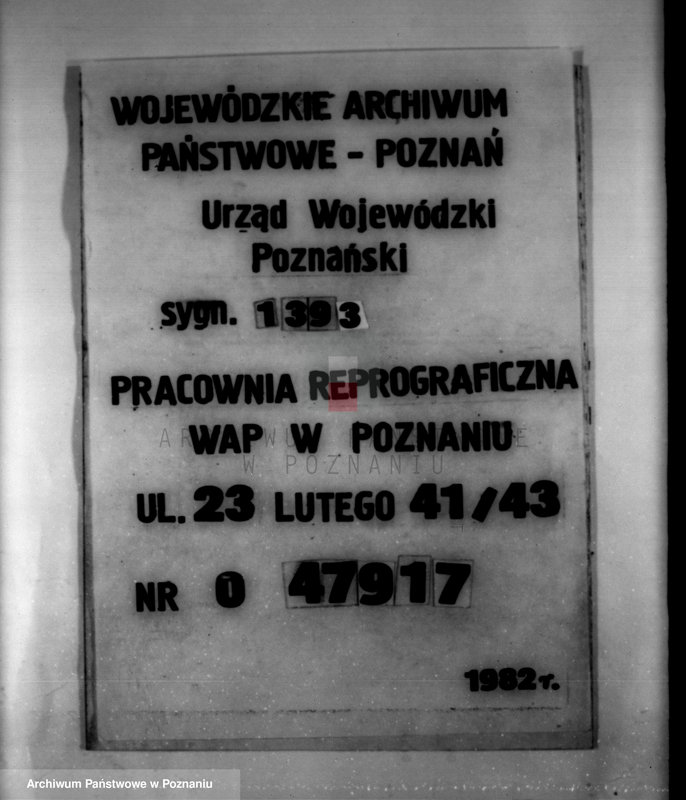 WOJEWÓDZKIE ARCHIWUM
PAŃSTWOWE - POZNAŃ
Urząd Wojewódzki
Poznański
sygn. 1393
PRACOWNIA REPROGRAFICZNA
WAP W POZNANIU
W POZNANIU
UL. 23 LUTEGO 41/43
NR 0 47917
1982 r.
Archiwum Państwowe w Poznaniu